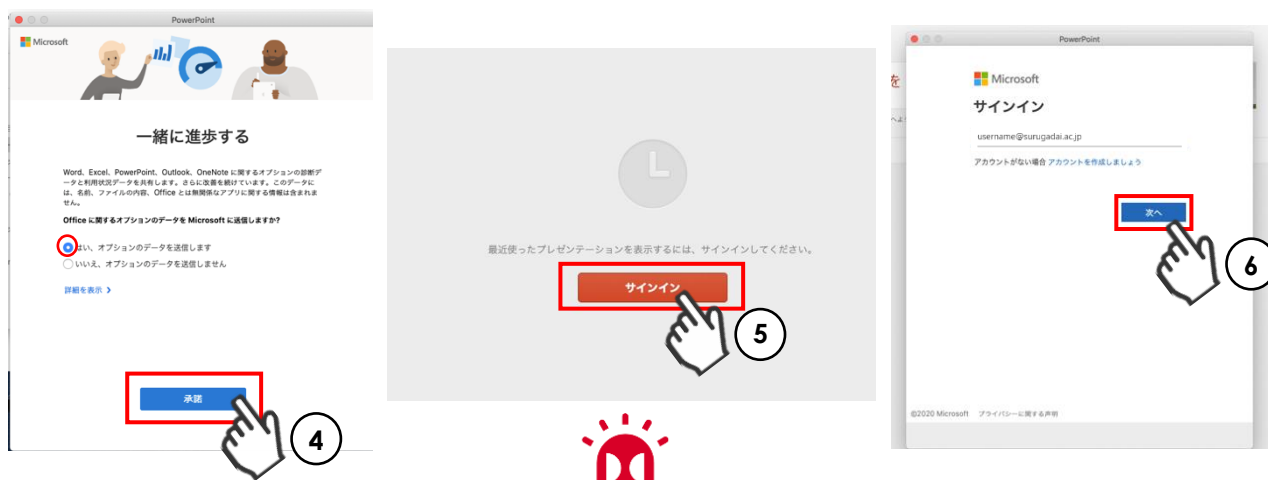 PowerPoint
Microsoft
一緒に進歩する
Word、Excel、PowerPoint、Outlook、OneNote に関するオプションの診断デ
ータと利用状況データを共有します。さらに改善を続けています。このデータに
は、名前、ファイルの内容、Office とは無関係なアプリに関する情報は含まれま
せん。
Office に関するオプションのデータを Microsoft に送信しますか?
はい、オプションのデータを送信します
いいえ、オプションのデータを送信しません
詳細を表示 >
承諾
4
最近使ったプレゼンテーションを表示するには、サインインしてください。
サインイン
5
PowerPoint
を
Microsoft
サインイン
username@surugadai.ac.jp
アカウントがない場合 アカウントを作成しましょう
次へ
6
©2020 Microsoft プライバシーに関する声明